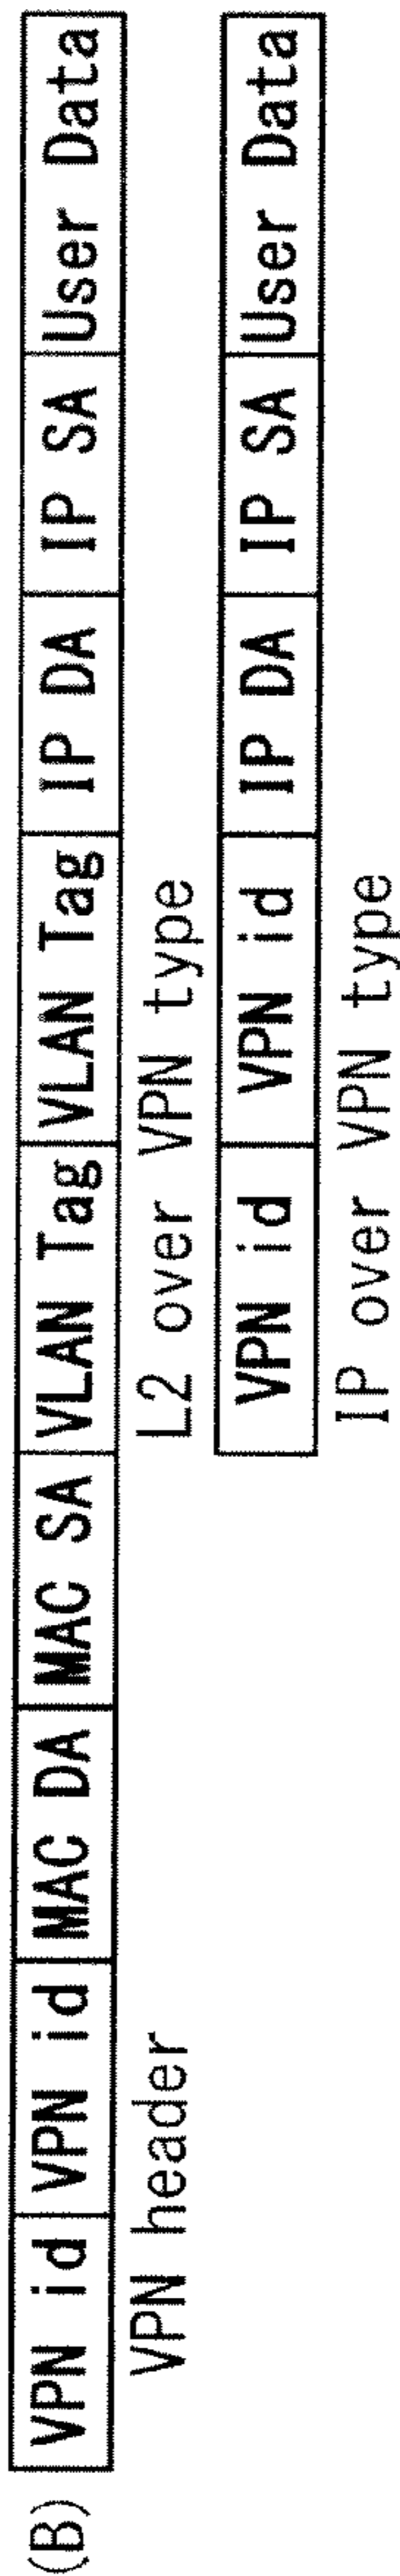 (B) VPN id VPN id MAC DA MAC SA VLAN Tag VLAN Tag IP DA IP SA User Data
VPN header L2 over VPN type
VPN id VPN id IP DA IP SA User Data
IP over VPN type